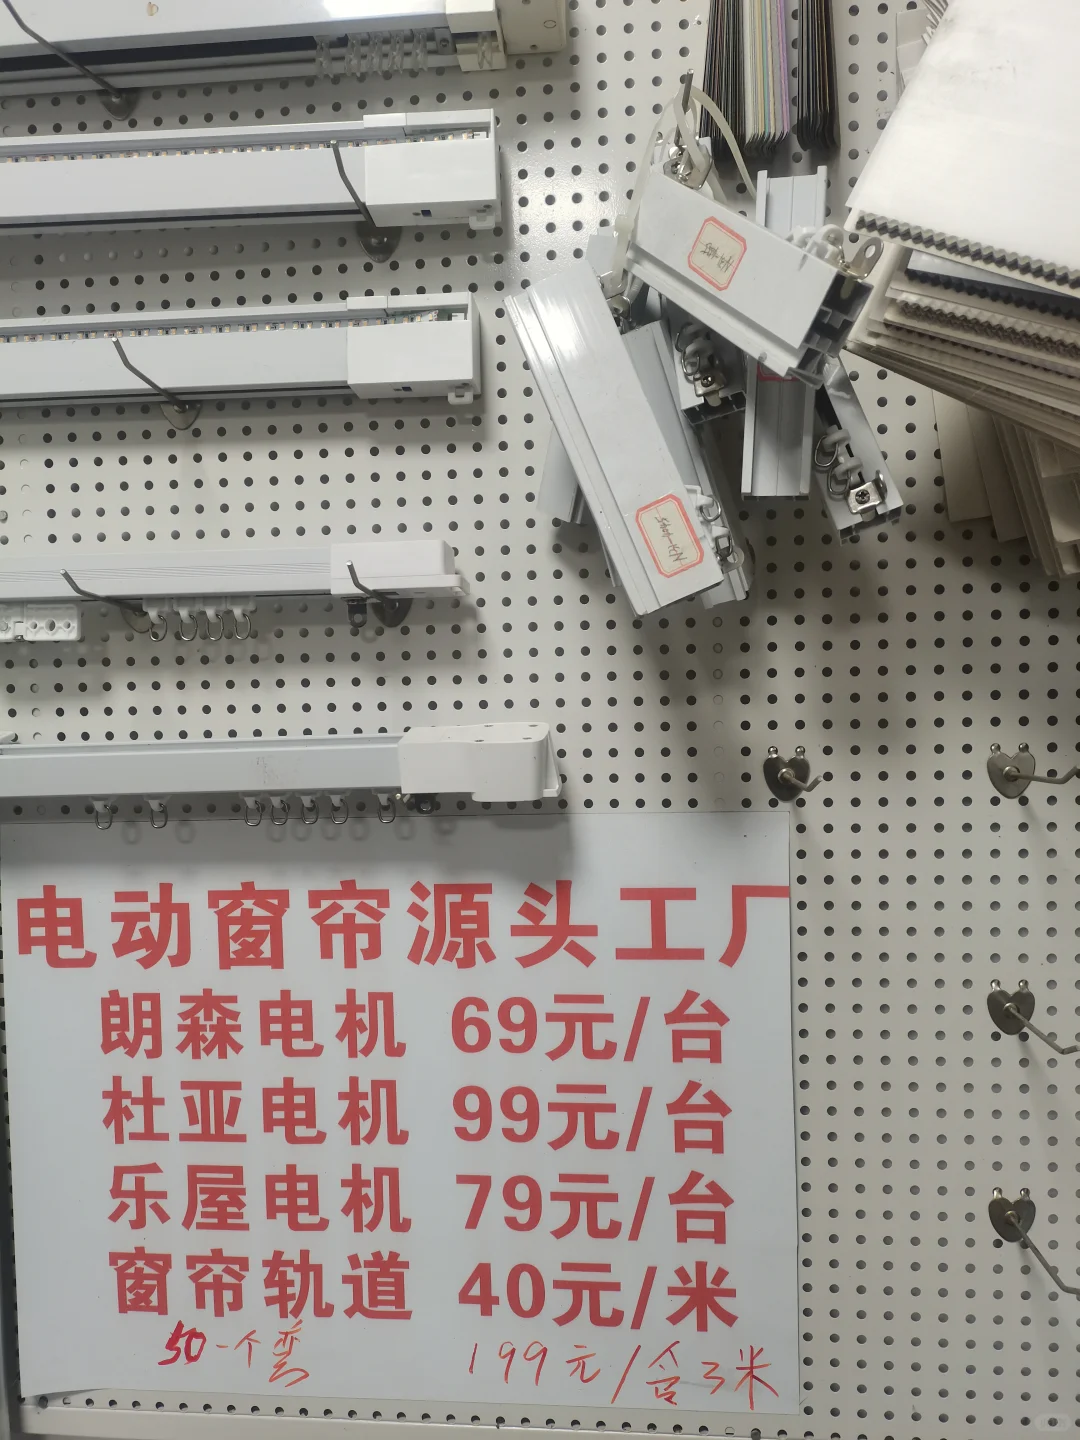 电动窗帘源头工厂
朗森电机 69元/台
杜亚电机 99元/台
乐屋电机 79元/台
窗帘轨道 40元/米
50一个弯 199元/含3米